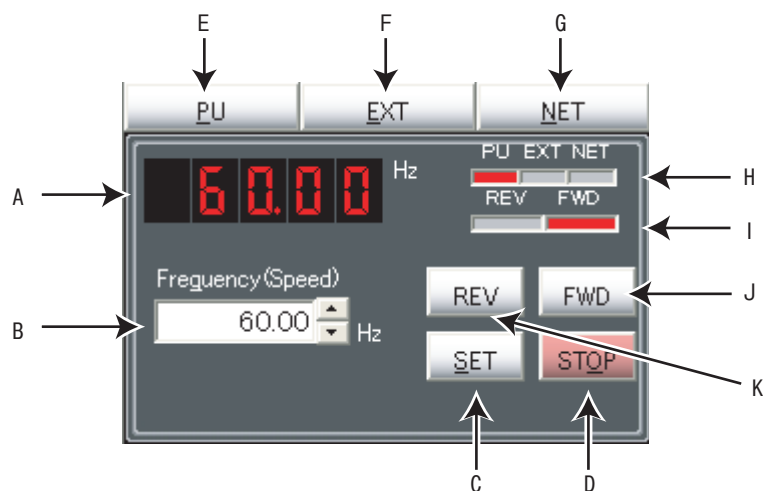 E F G
PU EXT NET
PU EXT NET
60.00 Hz
A H
REV FWD
I
Freguency(Speed)
REV FWD J
B 60.00 Hz
SET STOP K
C D